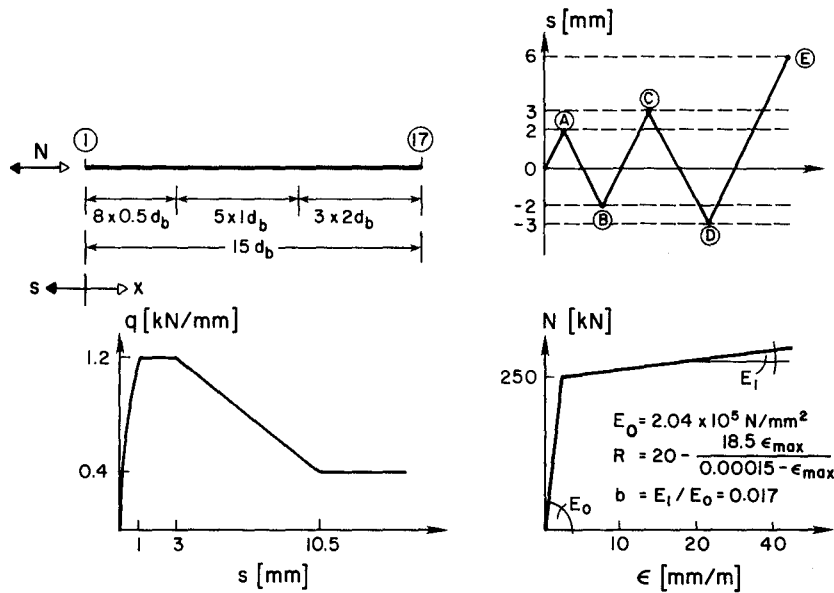 N
1
17
8 x 0.5 d_b
5 x 1 d_b
3 x 2 d_b
15 d_b
s
x
s [mm]
6
3
2
0
-2
-3
A
B
C
D
E
q [kN/mm]
1.2
0.4
1
3
10.5
s [mm]
N [kN]
250
E_1
E_0 = 2.04 x 10^5 N/mm^2
R = 20 - 18.5 ϵ_max / 0.00015 - ϵ_max
b = E_1 / E_0 = 0.017
E_0
10
20
40
ϵ [mm/m]